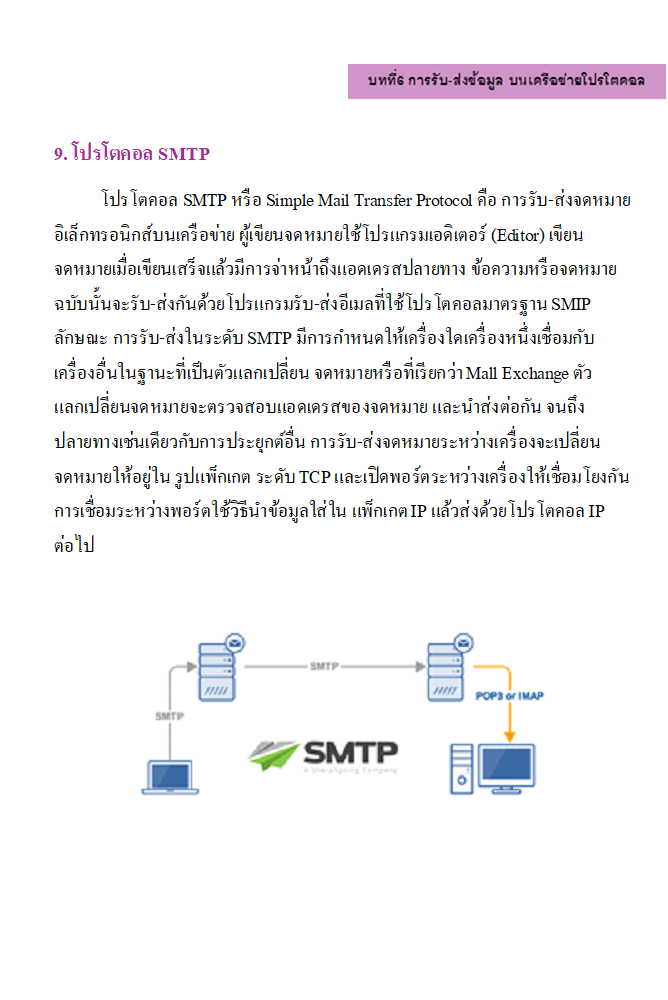 บทที่6 การรับ-ส่งข้อมูล บนเครือข่ายโปรโตคอล
9. โปรโตคอล SMTP
โปรโตคอล SMTP หรือ Simple Mail Transfer Protocol คือ การรับ-ส่งจดหมาย
อิเล็กทรอนิกส์บนเครือข่าย ผู้เขียนจดหมายใช้โปรแกรมเอดิเตอร์ (Editor) เขียน
จดหมายเมื่อเขียนเสร็จแล้วมีการจ่าหน้าถึงแอดเดรสปลายทาง ข้อความหรือจดหมาย
ฉบับนั้นจะรับ-ส่งกันด้วยโปรแกรมรับ-ส่งอีเมลที่ใช้โปรโตคอลมาตรฐาน SMIP
ลักษณะ การรับ-ส่งในระดับ SMTP มีการกำหนดให้เครื่องใดเครื่องหนึ่งเชื่อมกับ
เครื่องอื่นในฐานะที่เป็นตัวแลกเปลี่ยน จดหมายหรือที่เรียกว่า Mall Exchange ตัว
แลกเปลี่ยนจดหมายจะตรวจสอบแอดเดรสของจดหมาย และนำส่งต่อกัน จนถึง
ปลายทางเช่นเดียวกับการประยุกต์อื่น การรับ-ส่งจดหมายระหว่างเครื่องจะเปลี่ยน
จดหมายให้อยู่ใน รูปแพ็กเกต ระดับ TCP และเปิดพอร์ตระหว่างเครื่องให้เชื่อมโยงกัน
การเชื่อมระหว่างพอร์ตใช้วิธีนำข้อมูลใส่ใน แพ็กเกต IP แล้วส่งด้วยโปรโตคอล IP
ต่อไป
SMTP
POP3 or IMAP
SMTP
SMTP
A SharpSpring Company